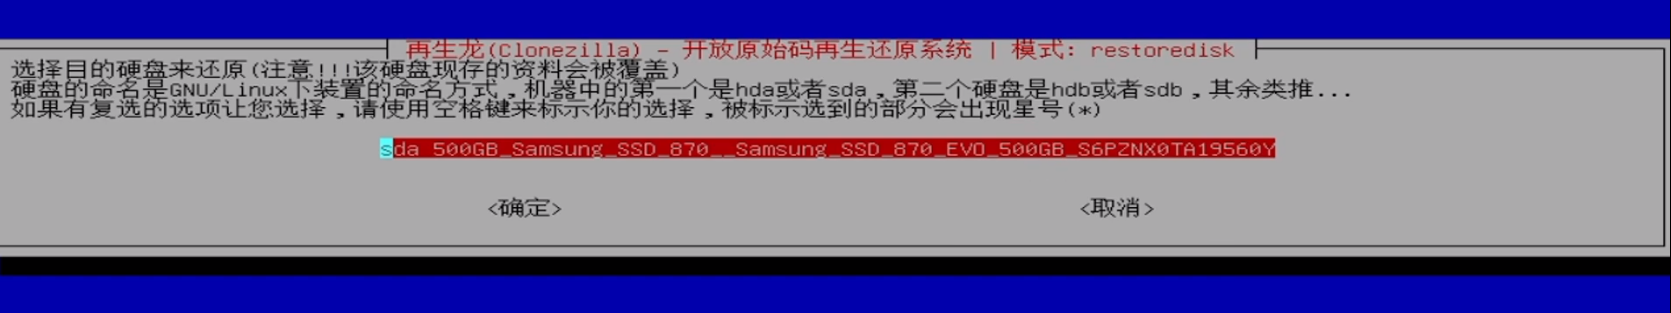 再生龙(Clonezilla) - 开放原始码再生还原系统 | 模式: restoredisk
选择目的硬盘来还原(注意!!!该硬盘现存的资料会被覆盖)
硬盘的命名是GNU/Linux下装置的命名方式,机器中的第一个是hda或者sda,第二个硬盘是hdb或者sdb,其余类推...
如果有复选的选项让您选择,请使用空格键来标示你的选择,被标示选到的部分会出现星号(*)
sda 500GB_Samsung_SSD_870__Samsung_SSD_870_EVO_500GB_S6PZNX0TA19560Y
<确定> <取消>